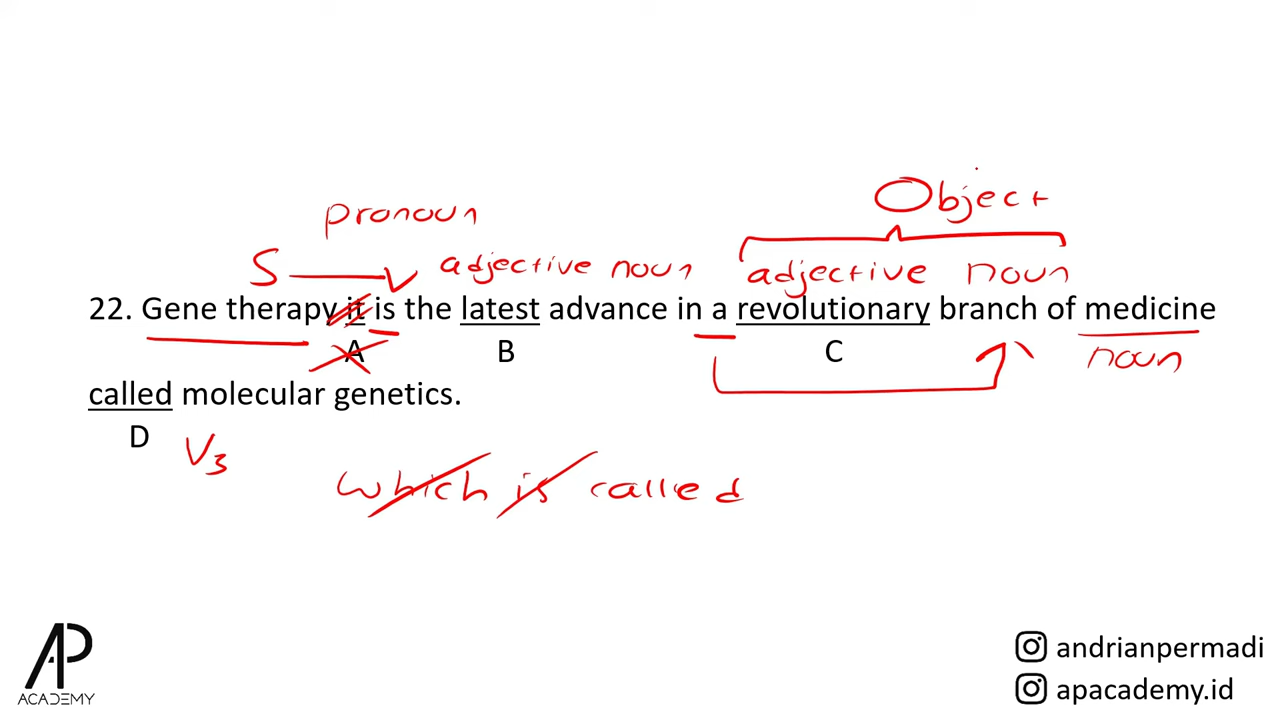 Object
pronoun
S V adjective noun adjective noun
22. Gene therapy it is the latest advance in a revolutionary branch of medicine
A B C noun
called molecular genetics.
D V3
which is called
AP
ACADEMY
andrianpermadi
apacademy.id